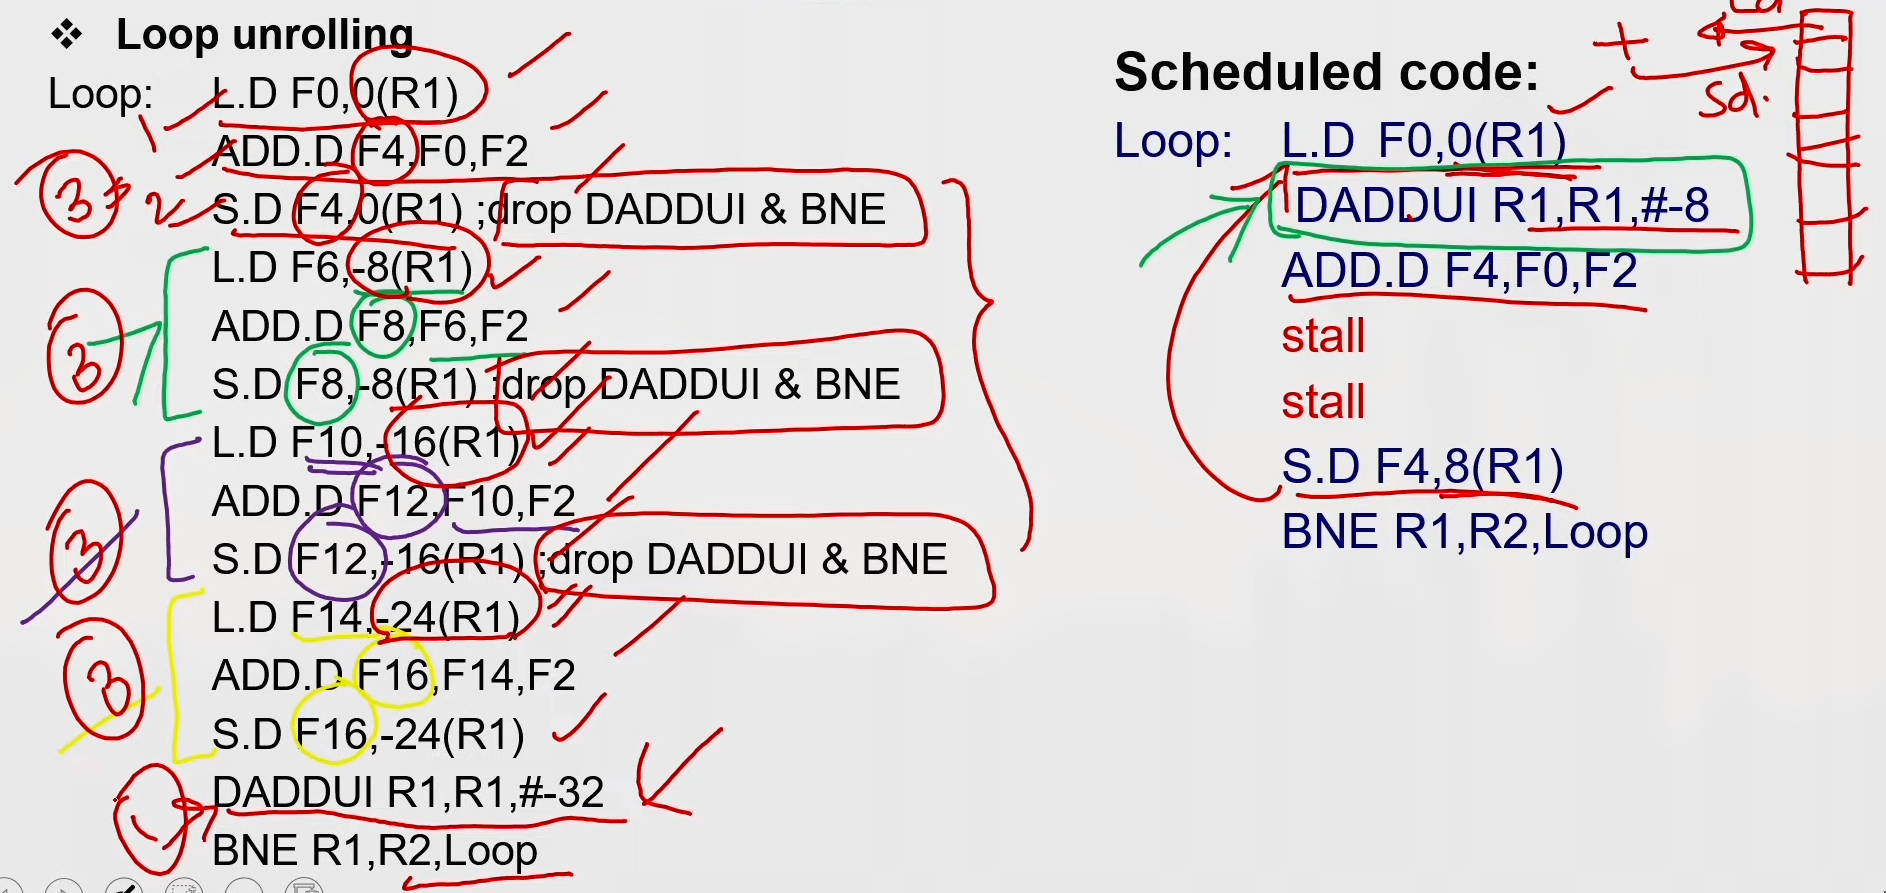 ❖ Loop unrolling
Loop: L.D F0,0(R1)
ADD.D F4,F0,F2
S.D F4,0(R1) ;drop DADDUI & BNE
L.D F6,-8(R1)
ADD.D F8,F6,F2
S.D F8,-8(R1) ;drop DADDUI & BNE
L.D F10,-16(R1)
ADD.D F12,F10,F2
S.D F12,-16(R1) ;drop DADDUI & BNE
L.D F14,-24(R1)
ADD.D F16,F14,F2
S.D F16,-24(R1)
DADDUI R1,R1,#-32
BNE R1,R2,Loop
1
2
3
3
3
3
Scheduled code:
Loop: L.D F0,0(R1)
DADDUI R1,R1,#-8
ADD.D F4,F0,F2
stall
stall
S.D F4,8(R1)
BNE R1,R2,Loop
+
Sd.